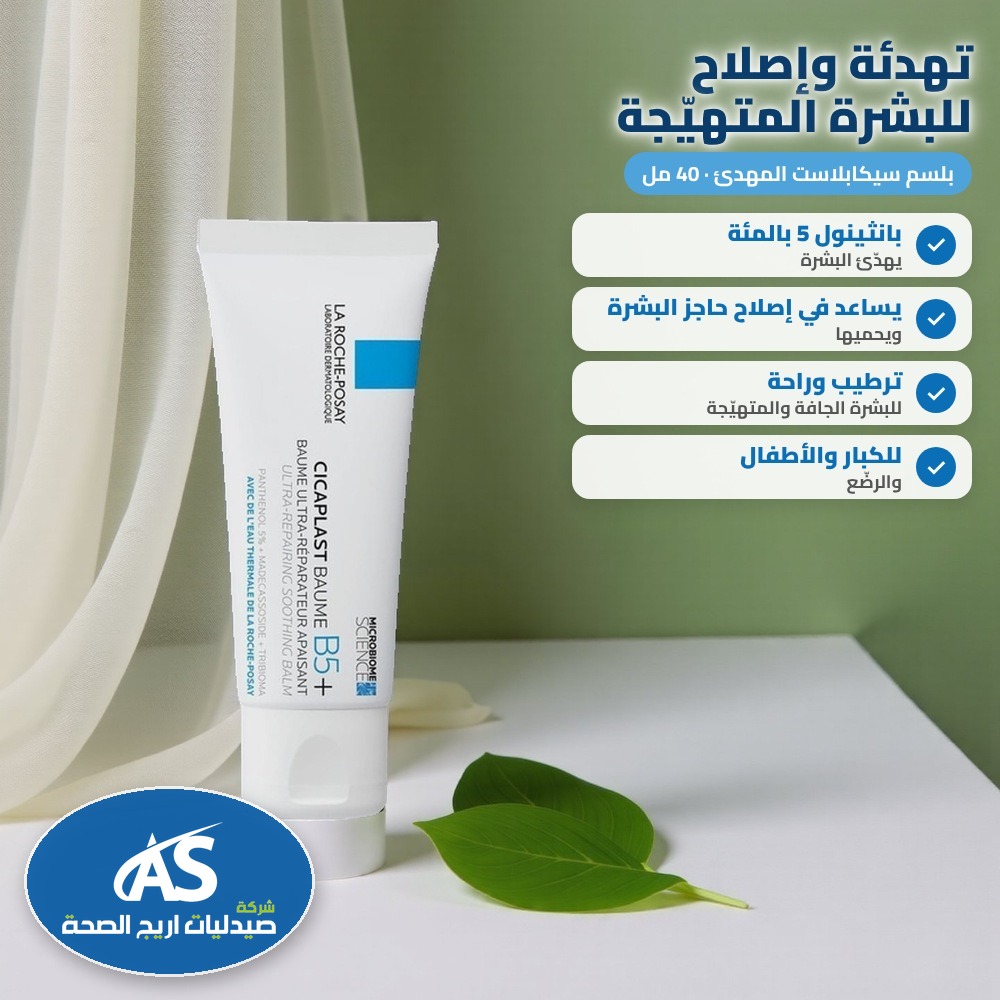 تهدئة وإصلاح
للبشرة المتهيّجة
بلسم سيكابلاست المهدئ · 40 مل
بانثينول 5 بالمئة
يهدّئ البشرة
يساعد في إصلاح حاجز البشرة
ويحميها
ترطيب وراحة
للبشرة الجافة والمتهيّجة
للكبار والأطفال
والرضّع
LA ROCHE-POSAY
LABORATOIRE DERMATOLOGIQUE
CICAPLAST BAUME B5+
BAUME ULTRA-RÉPARATEUR APAISANT
ULTRA-REPAIRING SOOTHING BALM
PANTHENOL 5% + MADECASSOSIDE + TRIBIOMA
AVEC DE L'EAU THERMALE DE LA ROCHE-POSAY
MICROBIOME
SCIENCE
AS
شركة
صيدليات اريج الصحة